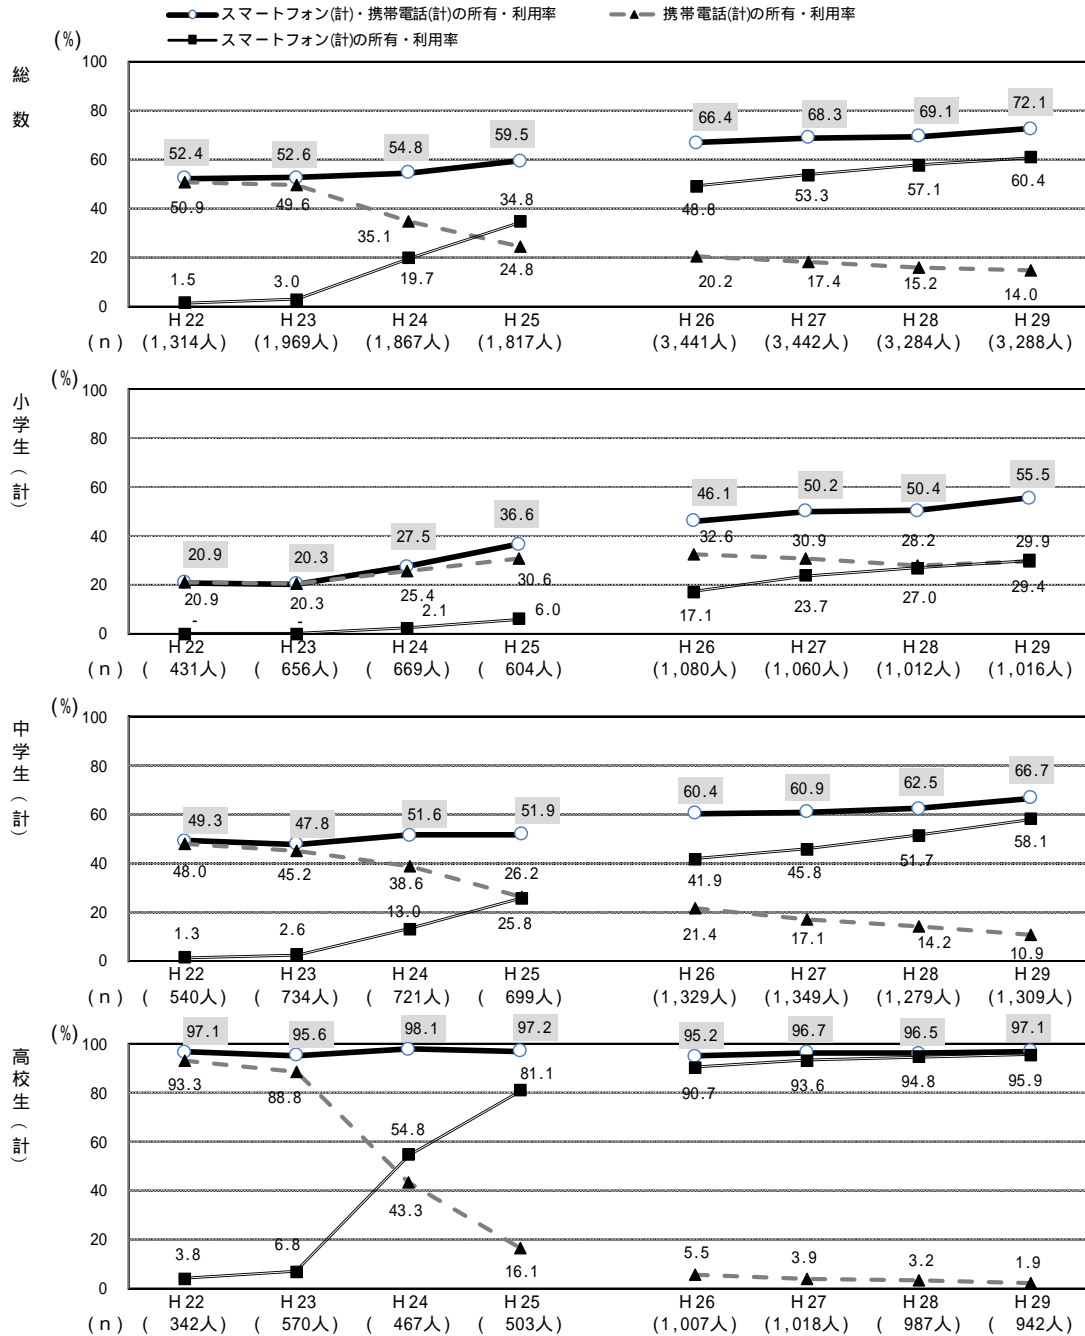 スマートフォン(計)・携帯電話(計)の所有・利用率 携帯電話(計)の所有・利用率
スマートフォン(計)の所有・利用率
(%)
総数
100
80
60
40
20
0
52.4 52.6 54.8 59.5 66.4 68.3 69.1 72.1
50.9 49.6 35.1 24.8 20.2 17.4 15.2 14.0
1.5 3.0 19.7 34.8 48.8 53.3 57.1 60.4
H22 H23 H24 H25 H26 H27 H28 H29
(n) (1,314人) (1,969人) (1,867人) (1,817人) (3,441人) (3,442人) (3,284人) (3,288人)
(%)
小学生(計)
100
80
60
40
20
0
20.9 20.3 27.5 36.6 46.1 50.2 50.4 55.5
20.9 20.3 25.4 30.6 32.6 30.9 28.2 29.9
- - 2.1 6.0 17.1 23.7 27.0 29.4
H22 H23 H24 H25 H26 H27 H28 H29
(n) ( 431人) ( 656人) ( 669人) ( 604人) (1,080人) (1,060人) (1,012人) (1,016人)
(%)
中学生(計)
100
80
60
40
20
0
49.3 47.8 51.6 51.9 60.4 60.9 62.5 66.7
48.0 45.2 38.6 26.2 21.4 17.1 14.2 10.9
1.3 2.6 13.0 25.8 41.9 45.8 51.7 58.1
H22 H23 H24 H25 H26 H27 H28 H29
(n) ( 540人) ( 734人) ( 721人) ( 699人) (1,329人) (1,349人) (1,279人) (1,309人)
(%)
高校生(計)
100
80
60
40
20
0
97.1 95.6 98.1 97.2 95.2 96.7 96.5 97.1
93.3 88.8 43.3 16.1 5.5 3.9 3.2 1.9
3.8 6.8 54.8 81.1 90.7 93.6 94.8 95.9
H22 H23 H24 H25 H26 H27 H28 H29
(n) ( 342人) ( 570人) ( 467人) ( 503人) (1,007人) (1,018人) ( 987人) ( 942人)